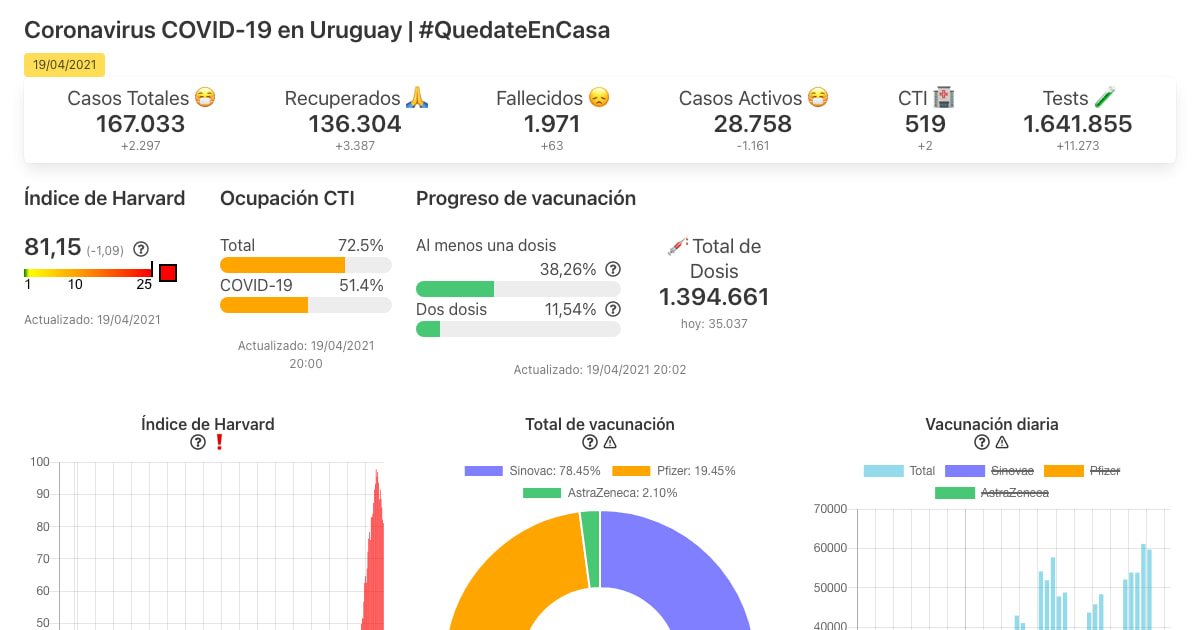 Coronavirus COVID-19 en Uruguay | #QuedateEnCasa
19/04/2021
Casos Totales 😷 Recuperados 🙏 Fallecidos 😞 Casos Activos 😷 CTI 🏥 Tests 🧪
167.033 136.304 1.971 28.758 519 1.641.855
+2.297 +3.387 +63 -1.161 +2 +11.273
Índice de Harvard
81,15 (-1,09) ?
1 10 25
Actualizado: 19/04/2021
Ocupación CTI
Total 72.5%
COVID-19 51.4%
Actualizado: 19/04/2021
20:00
Progreso de vacunación
Al menos una dosis
38,26% ?
Dos dosis 11,54% ?
💉 Total de
Dosis
1.394.661
hoy: 35.037
Actualizado: 19/04/2021 20:02
Índice de Harvard
? ❗
100
90
80
70
60
50
Total de vacunación
? ⚠
Sinovac: 78.45% Pfizer: 19.45%
AstraZeneca: 2.10%
Vacunación diaria
? ⚠
Total Sinovac Pfizer
AstraZeneca
70000
60000
50000
40000